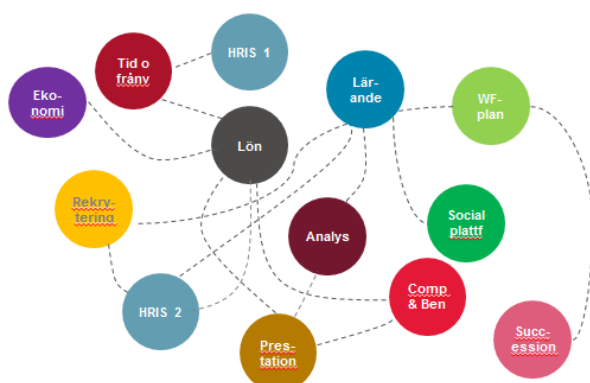 HRIS 1
Tid o
frånv
Eko-
nomi
Lär-
ande
WF-
plan
Lön
Rekry-
tering
Analys
Social
plattf
HRIS 2
Comp
& Ben
Pres-
tation
Succ-
ession